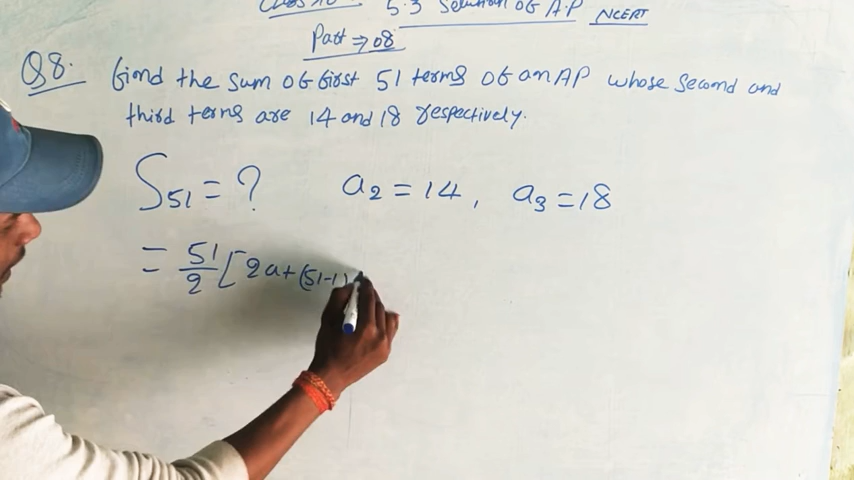 5.3 Solution of A.P NCERT
Part → 08
Q8. Find the sum of first 51 terms of an AP whose second and
third terms are 14 and 18 respectively.
S51 = ? a2 = 14, a3 = 18
= 51/2 [2a + (51-1)